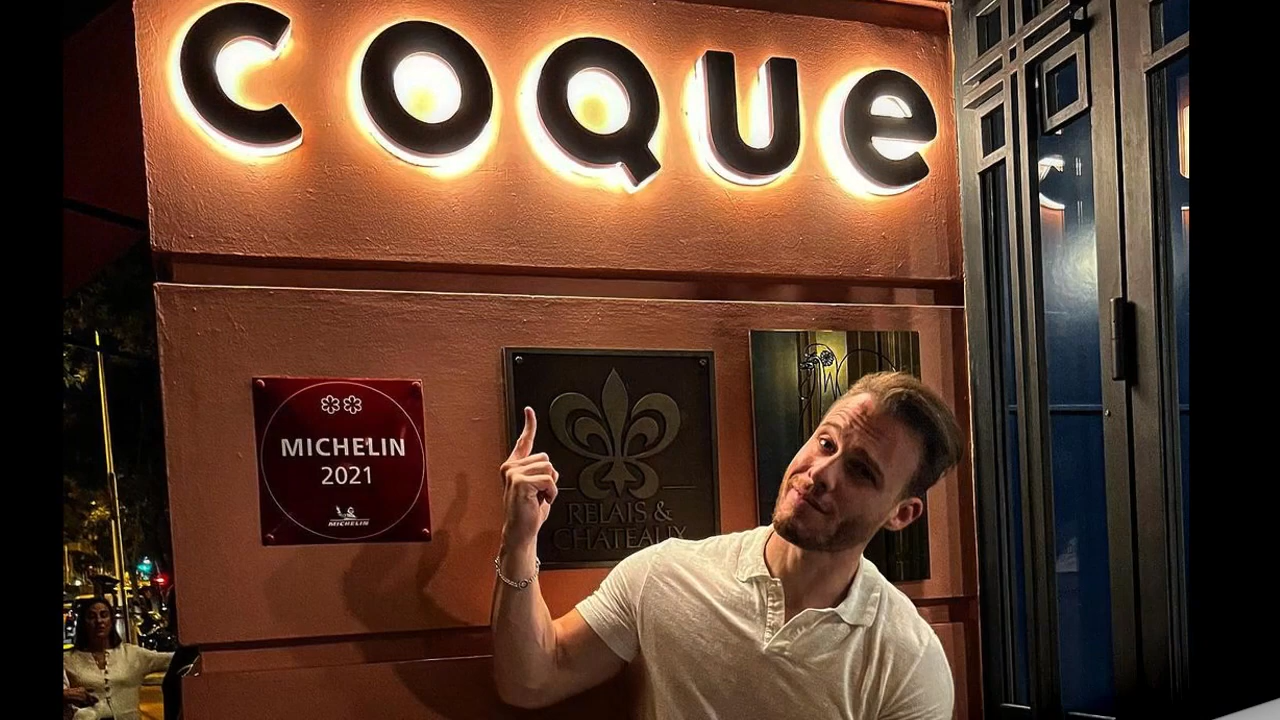 COQUe
MICHELIN
2021
MICHELIN
RELAIS &
CHATEAUX